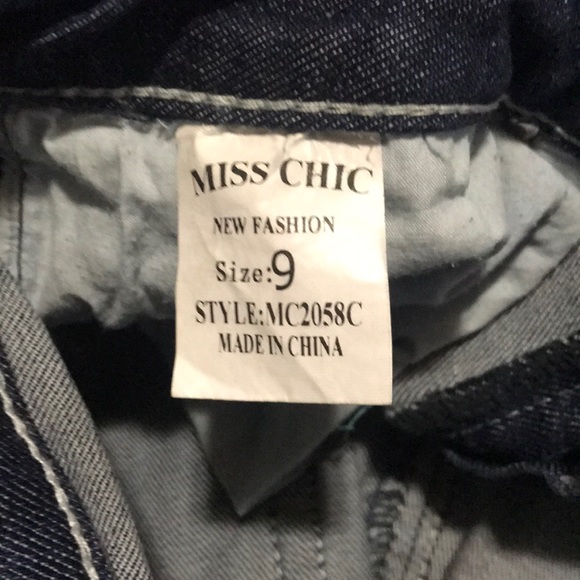 MISS CHIC
NEW FASHION
Size:9
STYLE:MC2058C
MADE IN CHINA